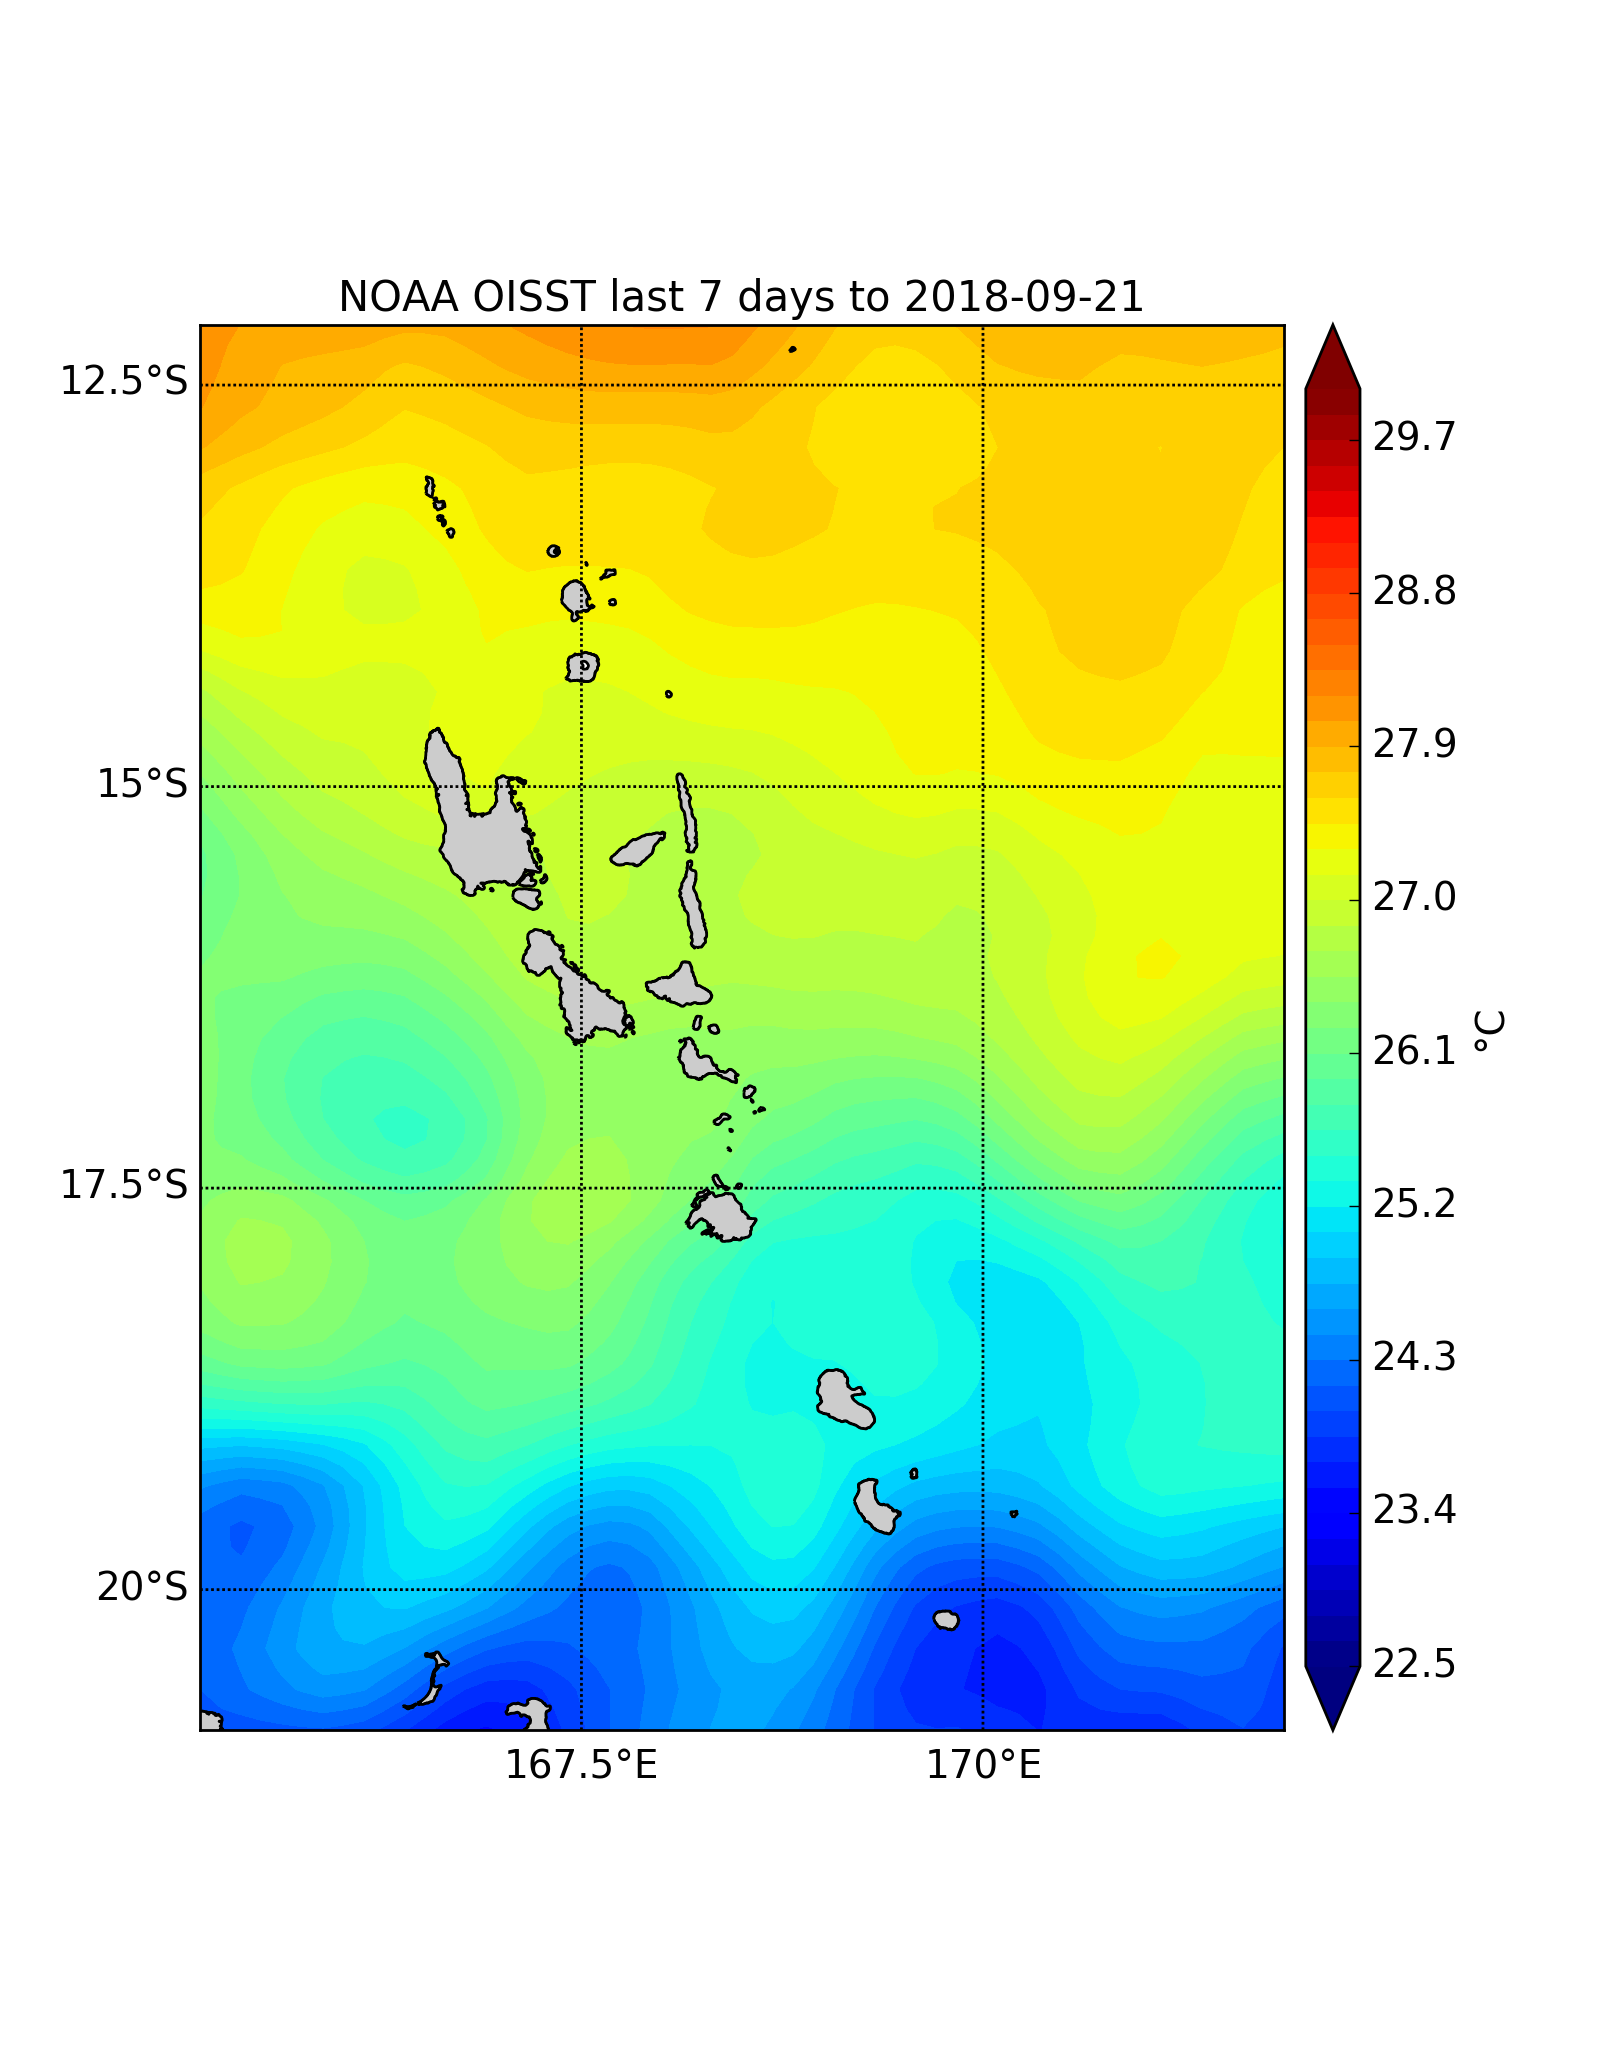 NOAA OISST last 7 days to 2018-09-21
12.5°S
15°S
17.5°S
20°S
167.5°E
170°E
29.7
28.8
27.9
27.0
26.1
25.2
24.3
23.4
22.5
°C